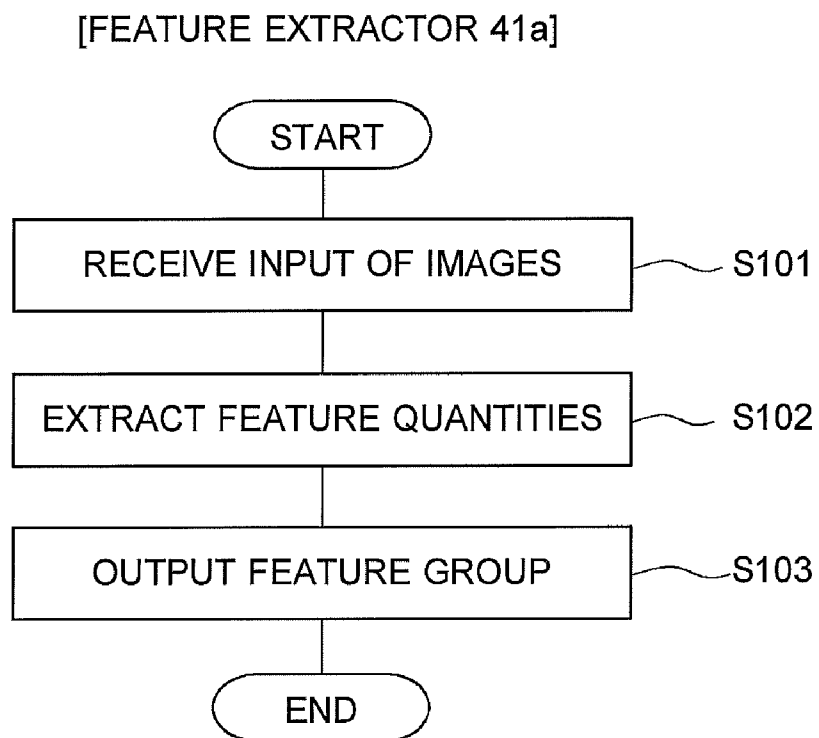 [FEATURE EXTRACTOR 41a]
START
RECEIVE INPUT OF IMAGES
S101
EXTRACT FEATURE QUANTITIES
S102
OUTPUT FEATURE GROUP
S103
END